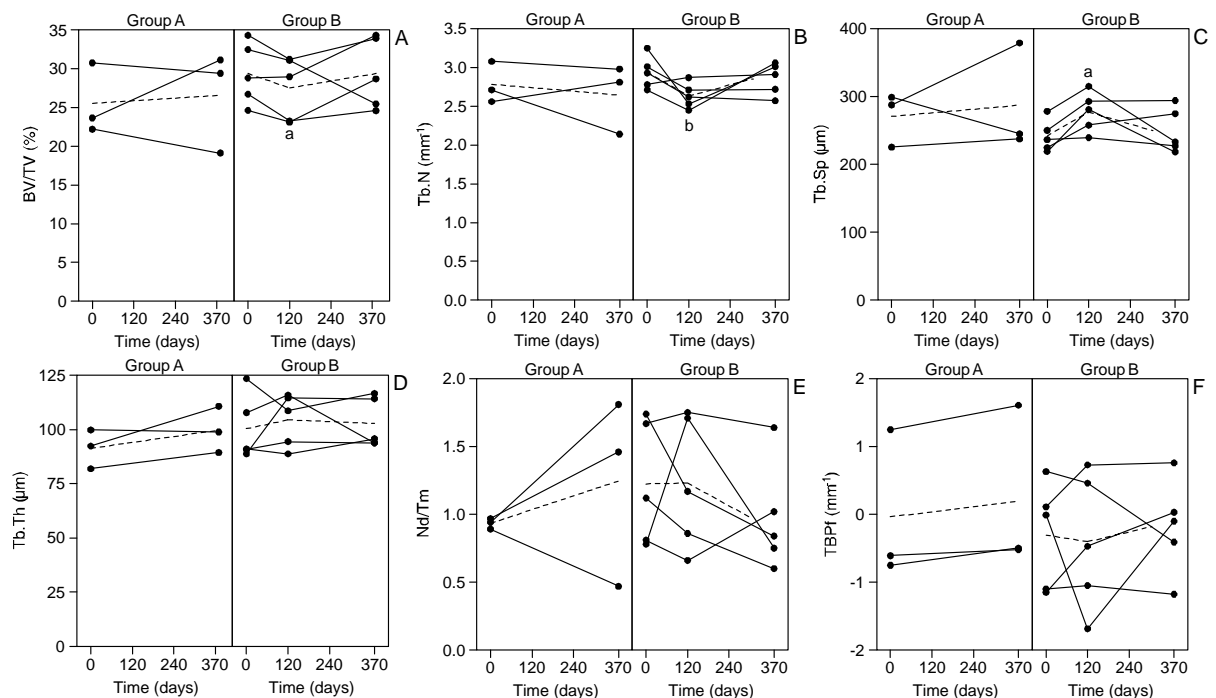 Group A Group B
A
BV/TV (%)
35
30
25
20
15
10
5
0
a
0 120 240 370 0 120 240 370
Time (days) Time (days)
Group A Group B
B
Tb.N (mm⁻¹)
3.5
3.0
2.5
2.0
1.5
1.0
0.5
0.0
b
0 120 240 370 0 120 240 370
Time (days) Time (days)
Group A Group B
C
Tb.Sp (µm)
400
300
200
100
0
a
0 120 240 370 0 120 240 370
Time (days) Time (days)
Group A Group B
D
Tb.Th (µm)
125
100
75
50
25
0
0 120 240 370 0 120 240 370
Time (days) Time (days)
Group A Group B
E
Nd/Tm
2.0
1.5
1.0
0.5
0.0
0 120 240 370 0 120 240 370
Time (days) Time (days)
Group A Group B
F
TBPf (mm⁻¹)
2
1
0
-1
-2
0 120 240 370 0 120 240 370
Time (days) Time (days)